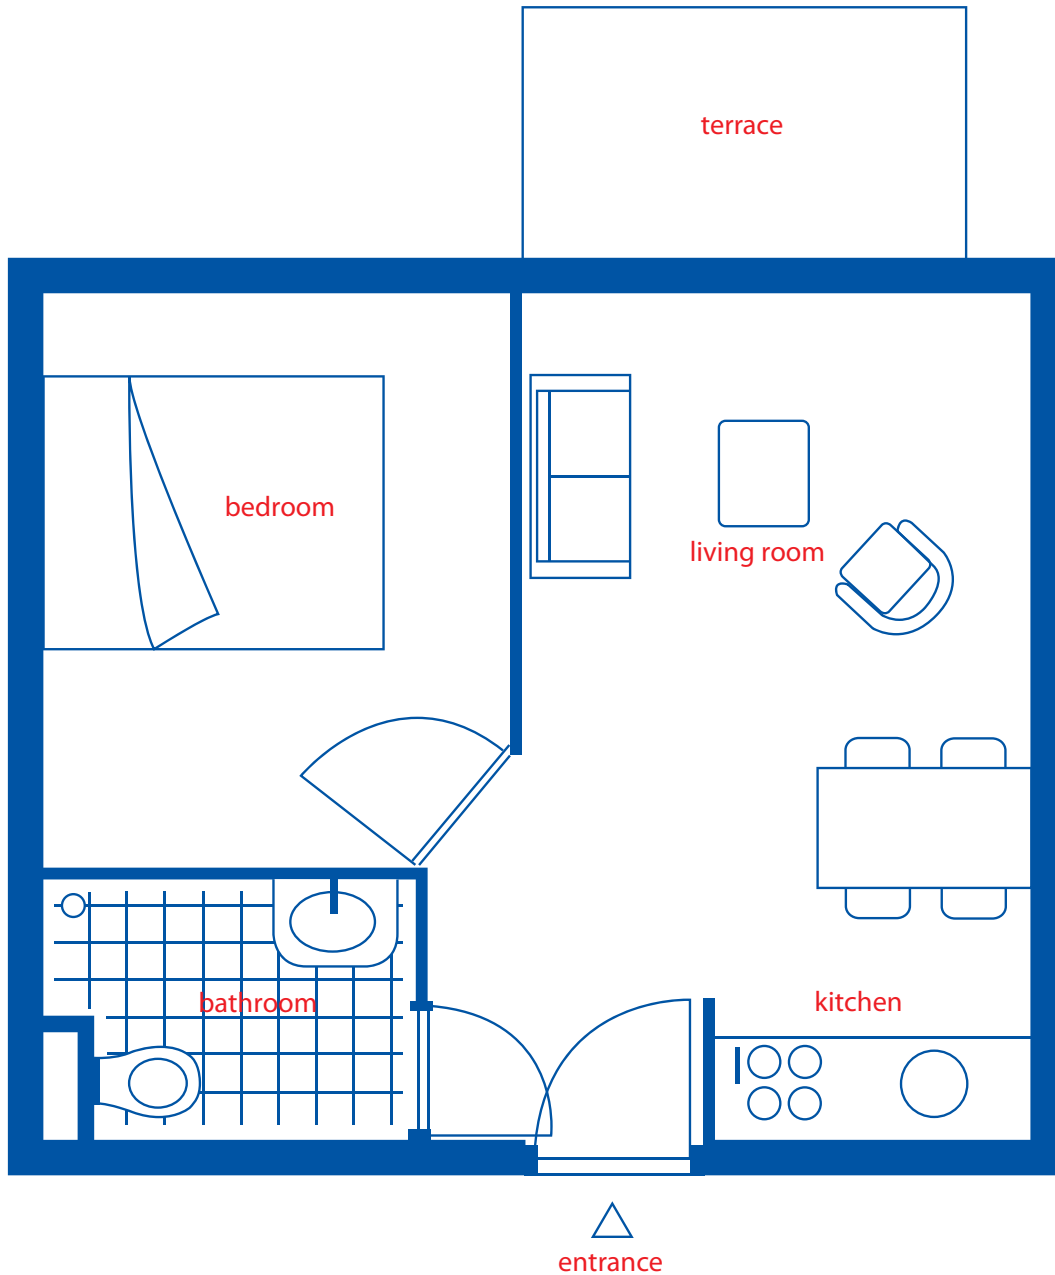 terrace
bedroom
living room
bathroom
kitchen
entrance